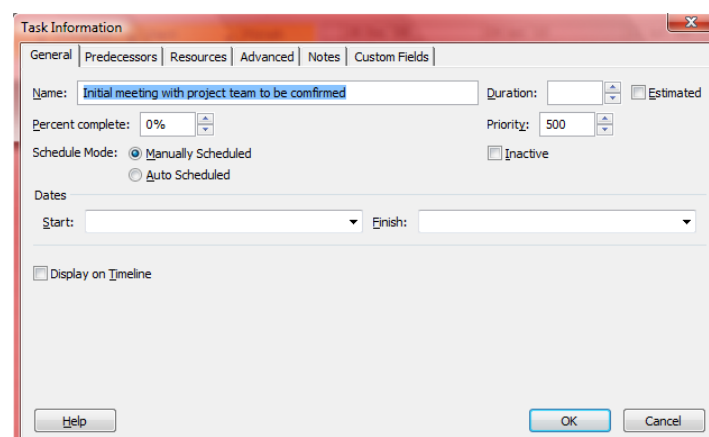 Task Information
General Predecessors Resources Advanced Notes Custom Fields
Name: Initial meeting with project team to be comfirmed Duration: Estimated
Percent complete: 0% Priority: 500
Schedule Mode: Manually Scheduled Inactive
Auto Scheduled
Dates
Start: Finish:
Display on Timeline
Help OK Cancel